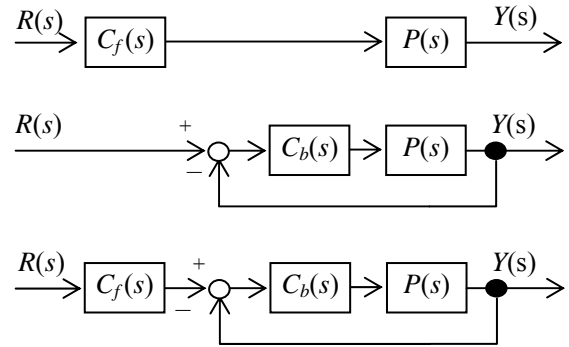 R(s) Y(s)
C_f(s) P(s)
R(s) + Y(s)
C_b(s) P(s)
−
R(s) + Y(s)
C_f(s) C_b(s) P(s)
−